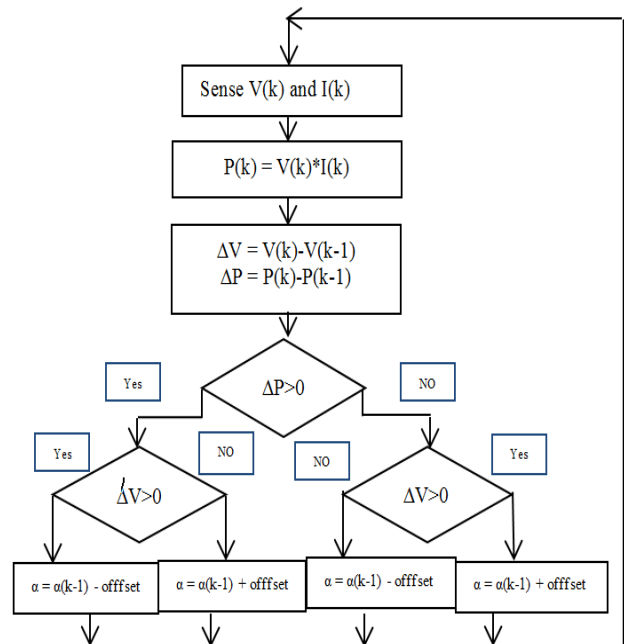 Sense V(k) and I(k)
P(k) = V(k)*I(k)
ΔV = V(k)-V(k-1)
ΔP = P(k)-P(k-1)
ΔP>0
Yes
NO
Yes
NO
NO
Yes
ΔV>0
ΔV>0
α = α(k-1) - offfset
α = α(k-1) + offfset
α = α(k-1) - offfset
α = α(k-1) + offfset